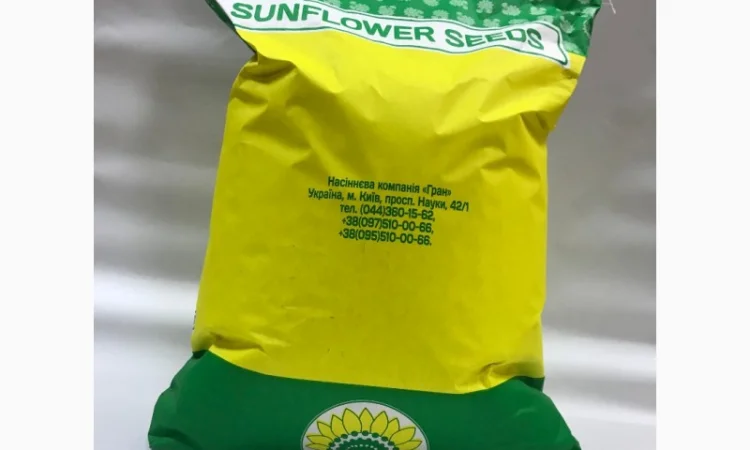 SUNFLOWER SEEDS
Насіннєва компанія «Гран»
Україна, м. Київ, просп. Науки, 42/1
тел. (044)360-15-62,
+38(097)510-00-66,
+38(095)510-00-66.